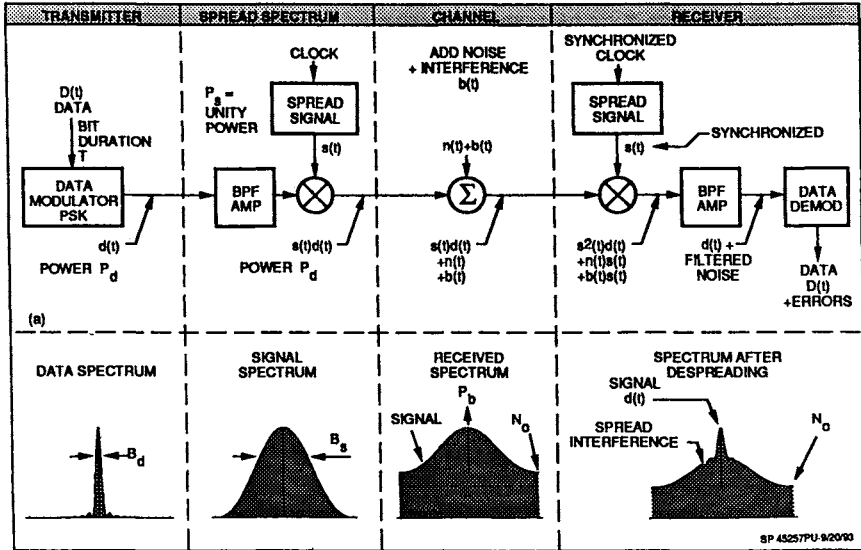 TRANSMITTER
SPREAD SPECTRUM
CHANNEL
RECEIVER
D(t)
DATA
BIT
DURATION
T
DATA
MODULATOR
PSK
d(t)
POWER P_d
(a)
P_s =
UNITY
POWER
CLOCK
SPREAD
SIGNAL
s(t)
BPF
AMP
s(t)d(t)
POWER P_d
ADD NOISE
+ INTERFERENCE
b(t)
n(t)+b(t)
Σ
s(t)d(t)
+n(t)
+b(t)
SYNCHRONIZED
CLOCK
SPREAD
SIGNAL
SYNCHRONIZED
s(t)
BPF
AMP
DATA
DEMOD
s2(t)d(t)
+n(t)s(t)
+b(t)s(t)
d(t) +
FILTERED
NOISE
DATA
D(t)
+ERRORS
DATA SPECTRUM
B_d
SIGNAL
SPECTRUM
B_s
RECEIVED
SPECTRUM
P_b
SIGNAL
N_o
SPECTRUM AFTER
DESPREADING
SIGNAL
d(t)
SPREAD
INTERFERENCE
N_o
SP 45257PU-9/20/93